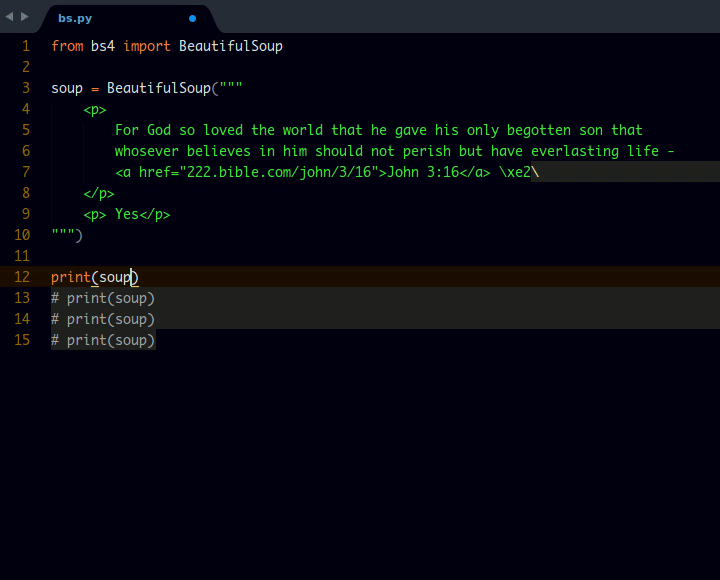 bs.py
1 from bs4 import BeautifulSoup
2
3 soup = BeautifulSoup("""
4     <p>
5         For God so loved the world that he gave his only begotten son that
6         whosever believes in him should not perish but have everlasting life -
7         <a href="222.bible.com/john/3/16">John 3:16</a> \xe2\
8     </p>
9     <p> Yes</p>
10 """)
11
12 print(soup)
13 # print(soup)
14 # print(soup)
15 # print(soup)